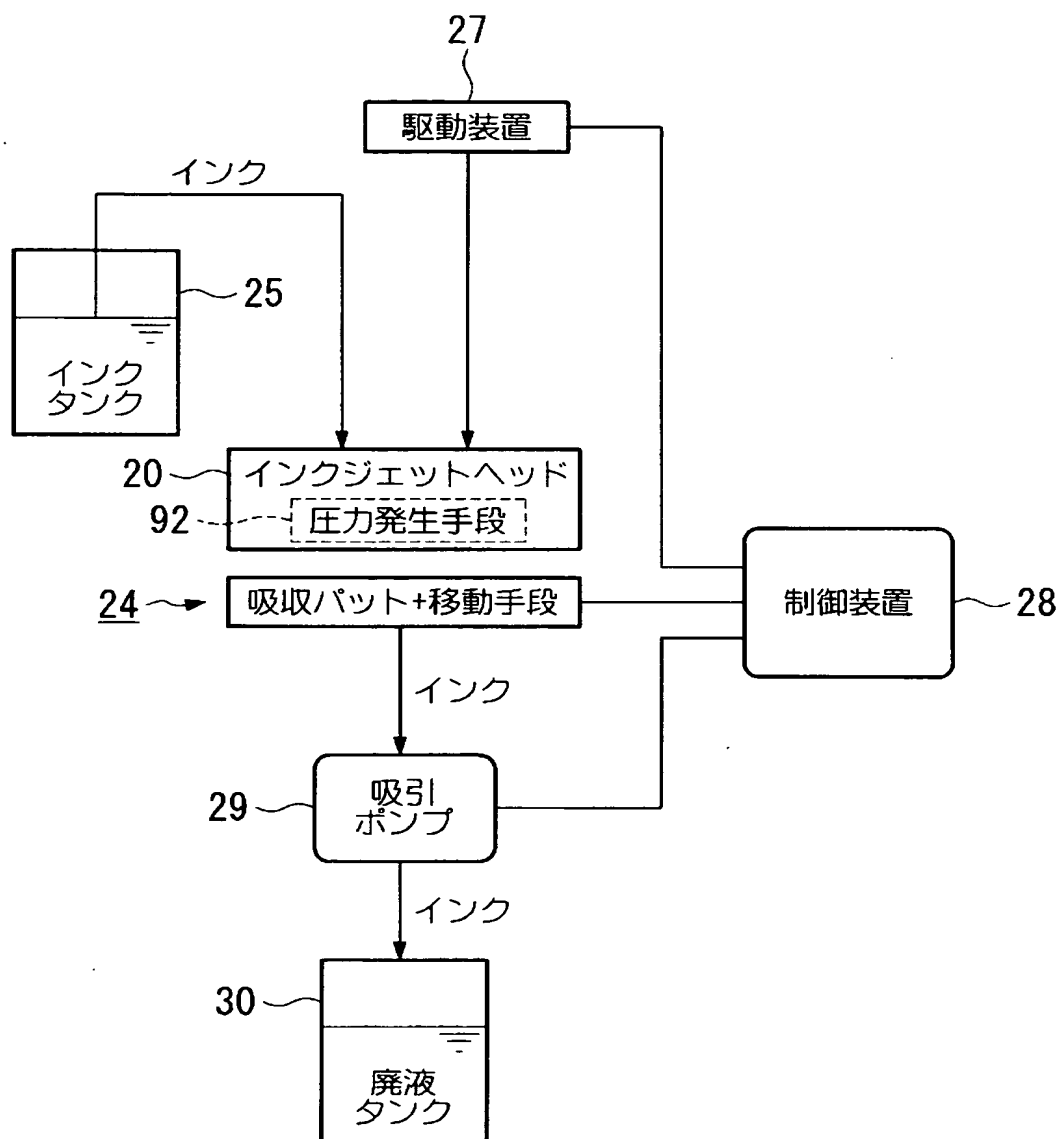 27
駆動装置
インク
25
インク
タンク
20
インクジェットヘッド
92
圧力発生手段
24
吸収パット+移動手段
制御装置
28
インク
29
吸引
ポンプ
インク
30
廃液
タンク